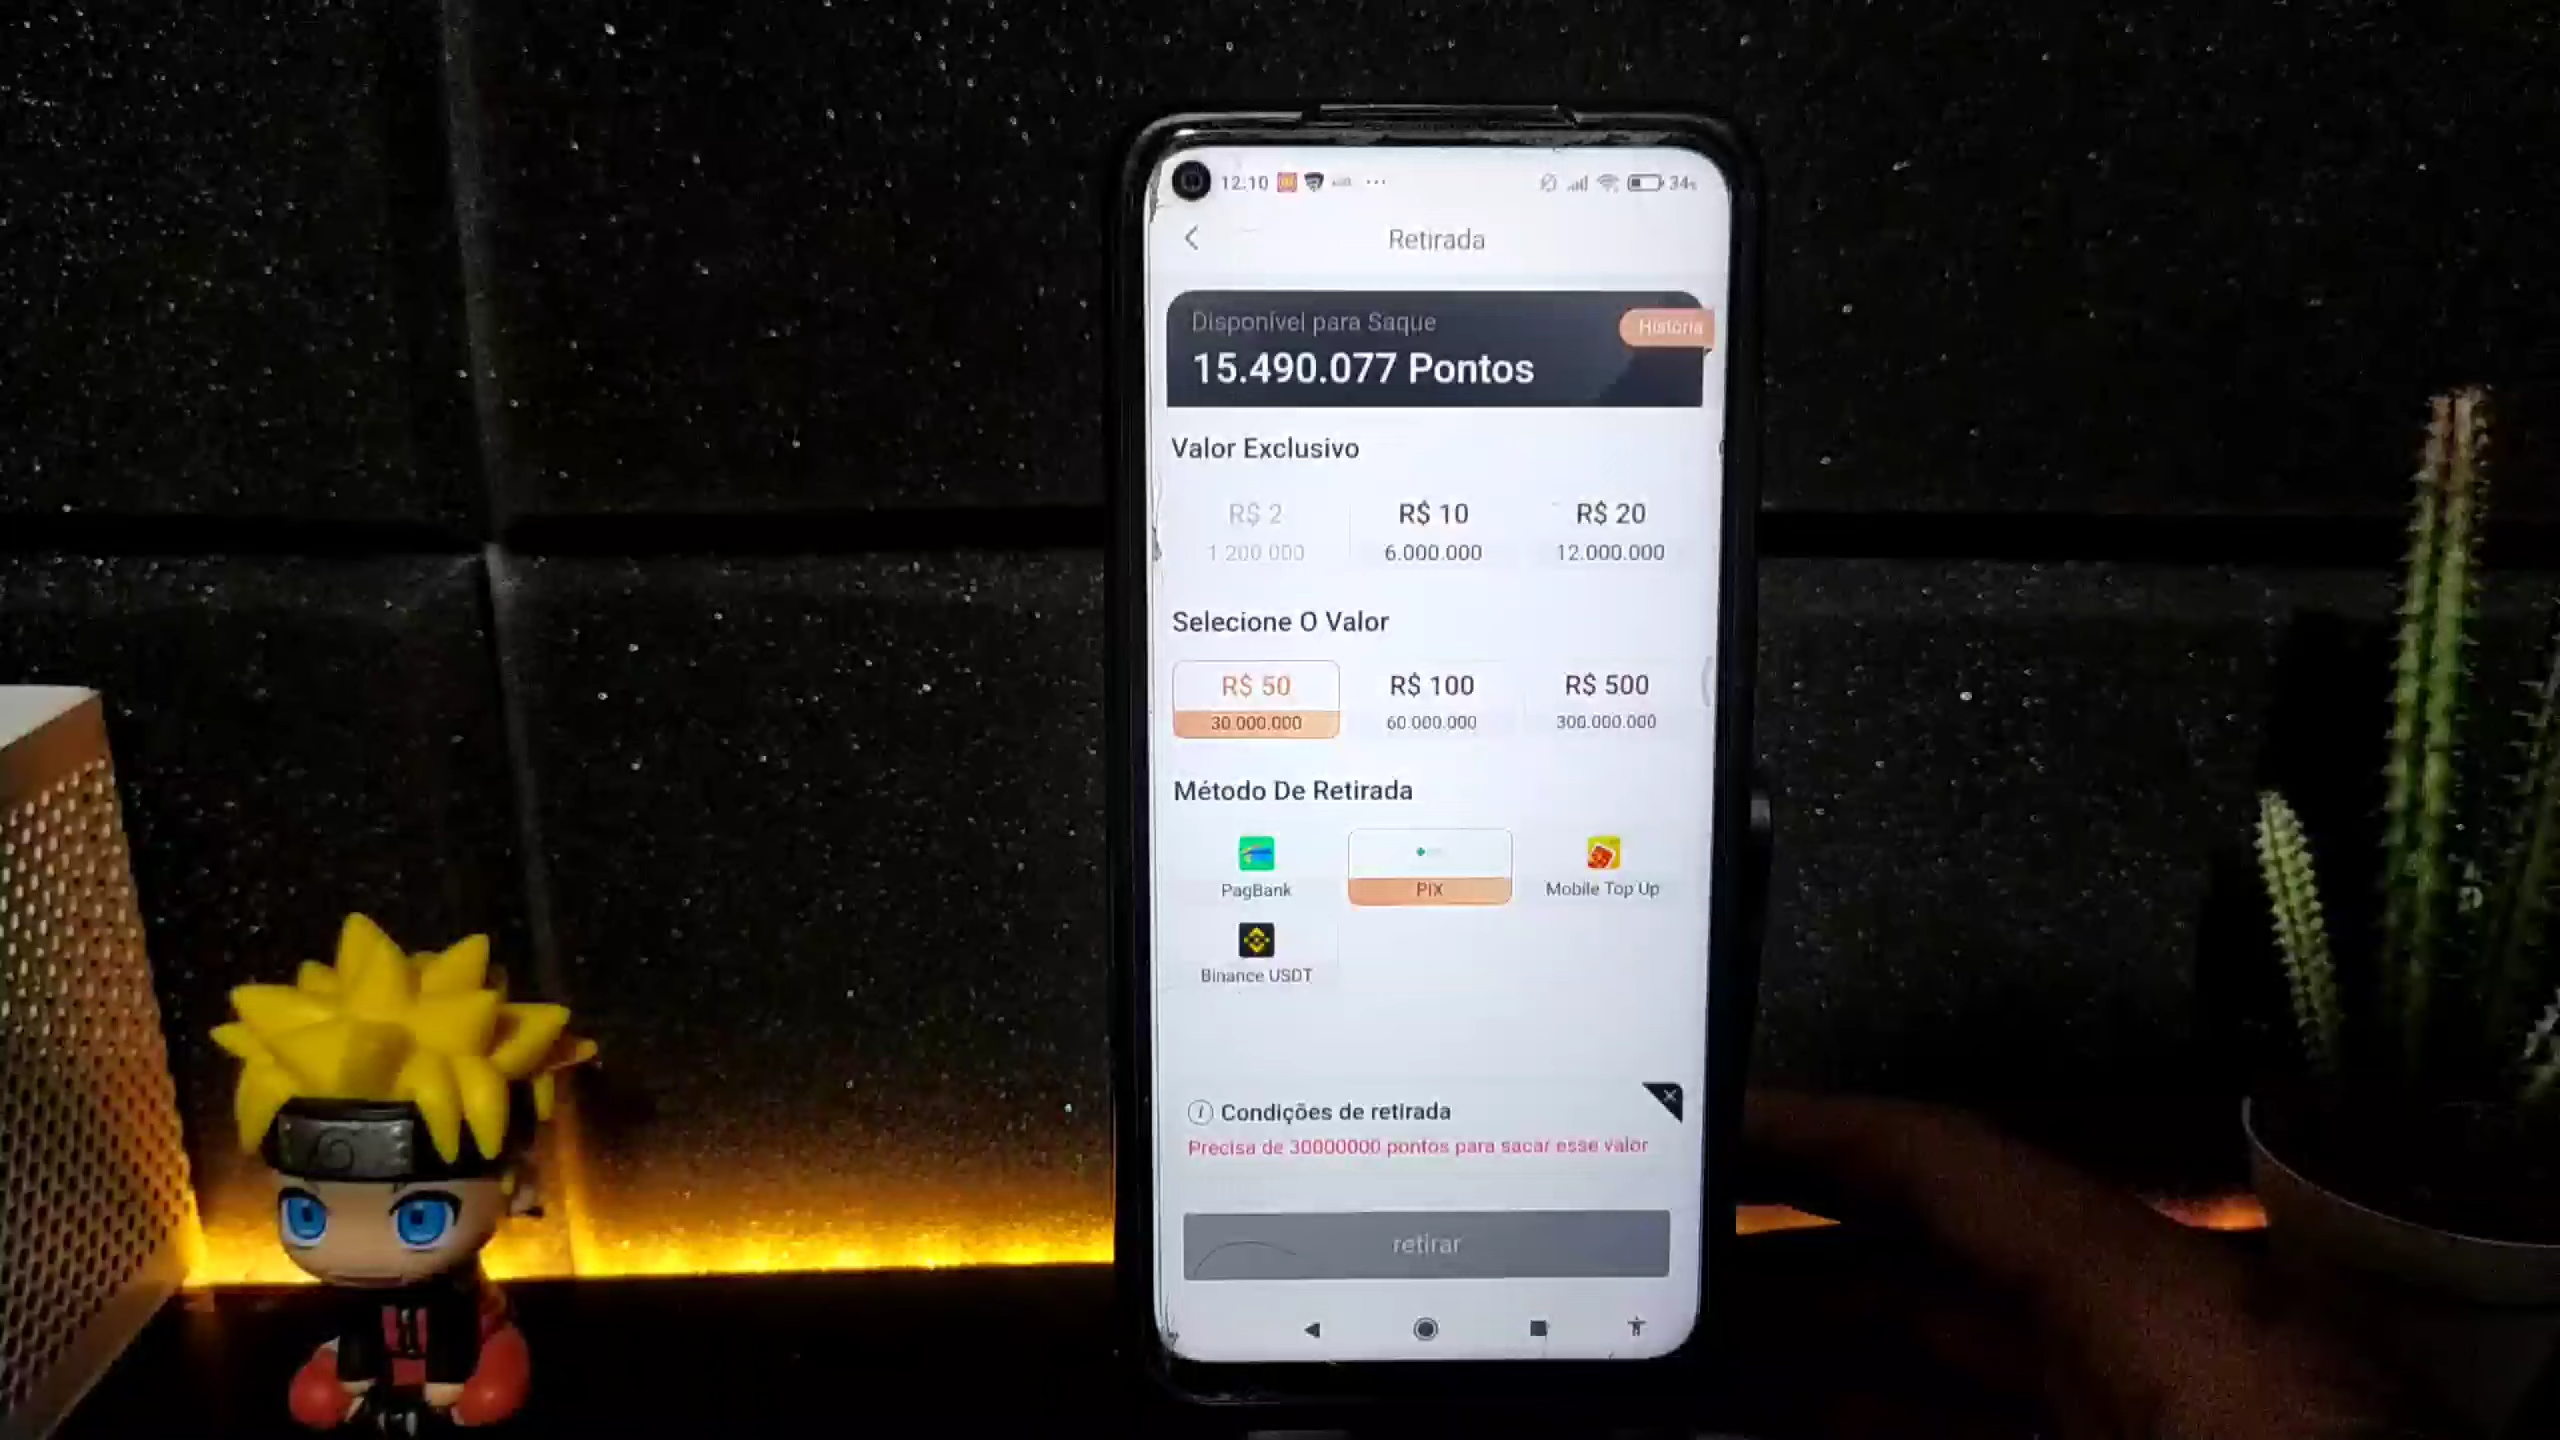 12:10
34%
Retirada
Disponível para Saque
História
15.490.077 Pontos
Valor Exclusivo
R$ 2 R$ 10 R$ 20
1.200.000 6.000.000 12.000.000
Selecione O Valor
R$ 50 R$ 100 R$ 500
30.000.000 60.000.000 300.000.000
Método De Retirada
PagBank PIX Mobile Top Up
Binance USDT
Condições de retirada
Precisa de 30000000 pontos para sacar esse valor
retirar